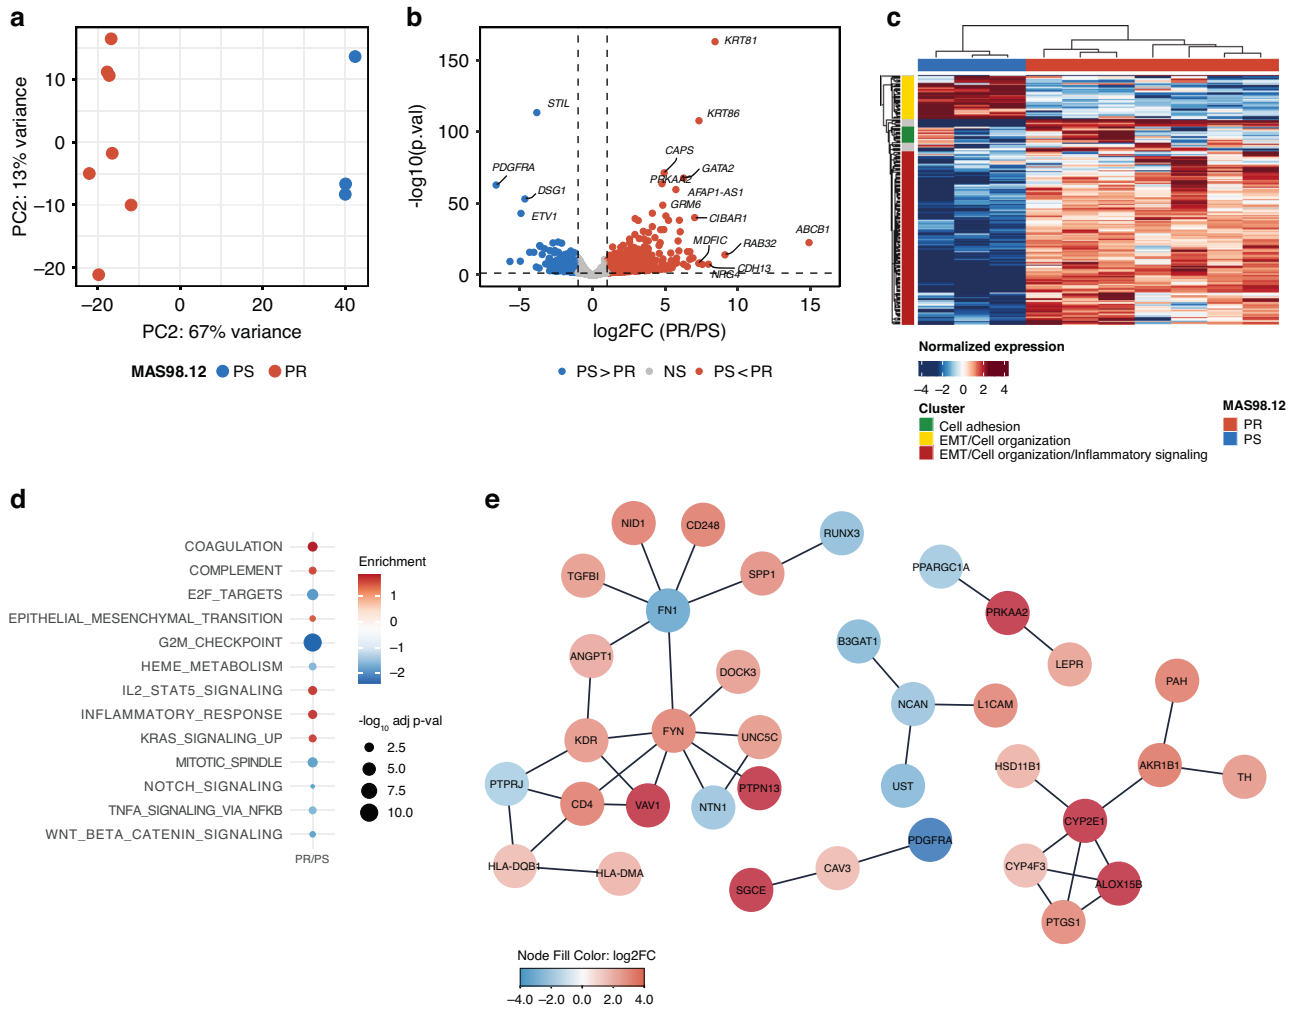 a
10
0
−10
−20
PC2: 13% variance
−20
0
20
40
PC2: 67% variance
MAS98.12
PS
PR
b
150
100
50
0
-log10(p.val)
−5
0
5
10
15
log2FC (PR/PS)
KRT81
STIL
KRT86
CAPS
GATA2
PDGFRA
PRKAA2
DSG1
AFAP1-AS1
GRM6
ETV1
CIBAR1
ABCB1
MDFIC
RAB32
CDH13
NRG4
PS>PR
NS
PS<PR
c
Normalized expression
−4 −2 0 2 4
Cluster
Cell adhesion
EMT/Cell organization
EMT/Cell organization/Inflammatory signaling
MAS98.12
PR
PS
d
COAGULATION
COMPLEMENT
E2F_TARGETS
EPITHELIAL_MESENCHYMAL_TRANSITION
G2M_CHECKPOINT
HEME_METABOLISM
IL2_STAT5_SIGNALING
INFLAMMATORY_RESPONSE
KRAS_SIGNALING_UP
MITOTIC_SPINDLE
NOTCH_SIGNALING
TNFA_SIGNALING_VIA_NFKB
WNT_BETA_CATENIN_SIGNALING
PR/PS
Enrichment
1
0
−1
−2
-log10 adj p-val
2.5
5.0
7.5
10.0
e
NID1
CD248
RUNX3
TGFBI
SPP1
FN1
PPARGC1A
PRKAA2
LEPR
ANGPT1
DOCK3
B3GAT1
NCAN
L1CAM
UST
PAH
KDR
FYN
UNC5C
PTPRJ
CD4
VAV1
NTN1
PTPN13
HSD11B1
AKR1B1
TH
CYP2E1
PDGFRA
CAV3
SGCE
HLA-DQB1
HLA-DMA
CYP4F3
ALOX15B
PTGS1
Node Fill Color: log2FC
−4.0 −2.0 0.0 2.0 4.0